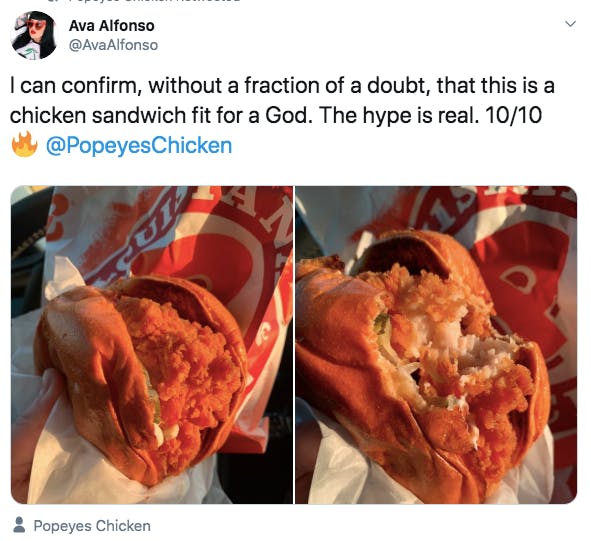 Ava Alfonso
@AvaAlfonso
I can confirm, without a fraction of a doubt, that this is a
chicken sandwich fit for a God. The hype is real. 10/10
🔥 @PopeyesChicken
Popeyes Chicken